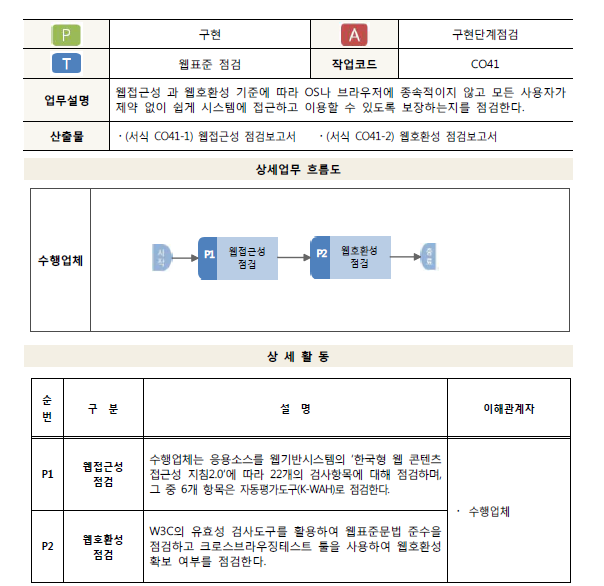 P 구현 A 구현단계점검
T 웹표준 점검 작업코드 CO41
업무설명 웹접근성 과 웹호환성 기준에 따라 OS나 브라우저에 종속적이지 않고 모든 사용자가
제약 없이 쉽게 시스템에 접근하고 이용할 수 있도록 보장하는지를 점검한다.
산출물 ·(서식 CO41-1) 웹접근성 점검보고서 ·(서식 CO41-2) 웹호환성 점검보고서
상세업무 흐름도
수행업체
시작
P1 웹접근성
점검
P2 웹호환성
점검
종료
상 세 활 동
순
번
구 분
설 명
이해관계자
P1
웹접근성
점검
수행업체는 응용소스를 웹기반시스템의 '한국형 웹 콘텐츠
접근성 지침2.0'에 따라 22개의 검사항목에 대해 점검하며,
그 중 6개 항목은 자동평가도구(K-WAH)로 점검한다.
· 수행업체
P2
웹호환성
점검
W3C의 유효성 검사도구를 활용하여 웹표준문법 준수을
점검하고 크로스브라우징테스트 툴을 사용하여 웹호환성
확보 여부를 점검한다.